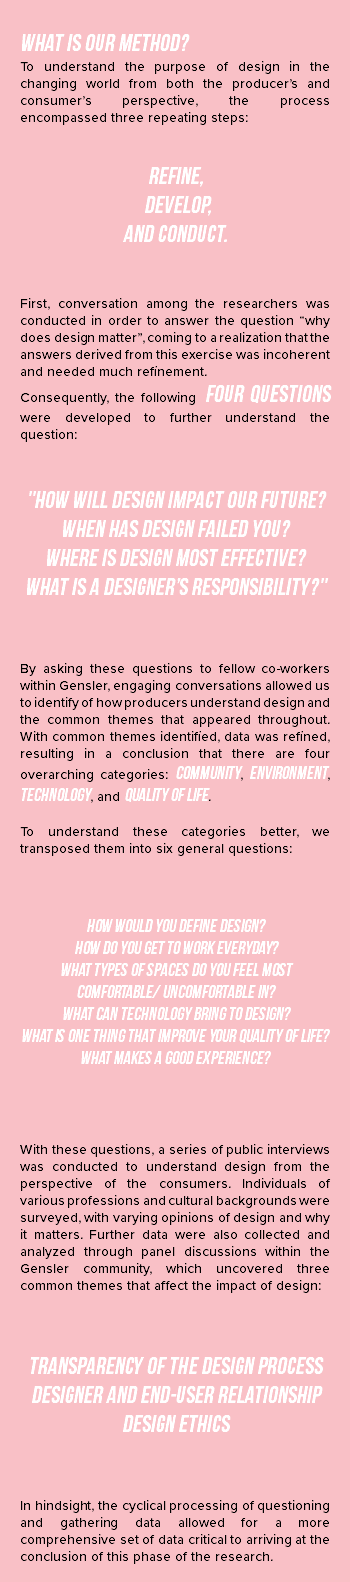 WHAT IS OUR METHOD?
To understand the purpose of design in the
changing world from both the producer's and
consumer's perspective, the process
encompassed three repeating steps:
REFINE,
DEVELOP,
AND CONDUCT.
First, conversation among the researchers was
conducted in order to answer the question “why
does design matter”, coming to a realization that the
answers derived from this exercise was incoherent
and needed much refinement.
Consequently, the following FOUR QUESTIONS
were developed to further understand the
question:
"HOW WILL DESIGN IMPACT OUR FUTURE?
WHEN HAS DESIGN FAILED YOU?
WHERE IS DESIGN MOST EFFECTIVE?
WHAT IS A DESIGNER'S RESPONSIBILITY?"
By asking these questions to fellow co-workers
within Gensler, engaging conversations allowed us
to identify of how producers understand design and
the common themes that appeared throughout.
With common themes identified, data was refined,
resulting in a conclusion that there are four
overarching categories: COMMUNITY, ENVIRONMENT,
TECHNOLOGY, and QUALITY OF LIFE.
To understand these categories better, we
transposed them into six general questions:
HOW WOULD YOU DEFINE DESIGN?
HOW DO YOU GET TO WORK EVERYDAY?
WHAT TYPES OF SPACES DO YOU FEEL MOST
COMFORTABLE/ UNCOMFORTABLE IN?
WHAT CAN TECHNOLOGY BRING TO DESIGN?
WHAT IS ONE THING THAT IMPROVE YOUR QUALITY OF LIFE?
WHAT MAKES A GOOD EXPERIENCE?
With these questions, a series of public interviews
was conducted to understand design from the
perspective of the consumers. Individuals of
various professions and cultural backgrounds were
surveyed, with varying opinions of design and why
it matters. Further data were also collected and
analyzed through panel discussions within the
Gensler community, which uncovered three
common themes that affect the impact of design:
TRANSPARENCY OF THE DESIGN PROCESS
DESIGNER AND END-USER RELATIONSHIP
DESIGN ETHICS
In hindsight, the cyclical processing of questioning
and gathering data allowed for a more
comprehensive set of data critical to arriving at the
conclusion of this phase of the research.